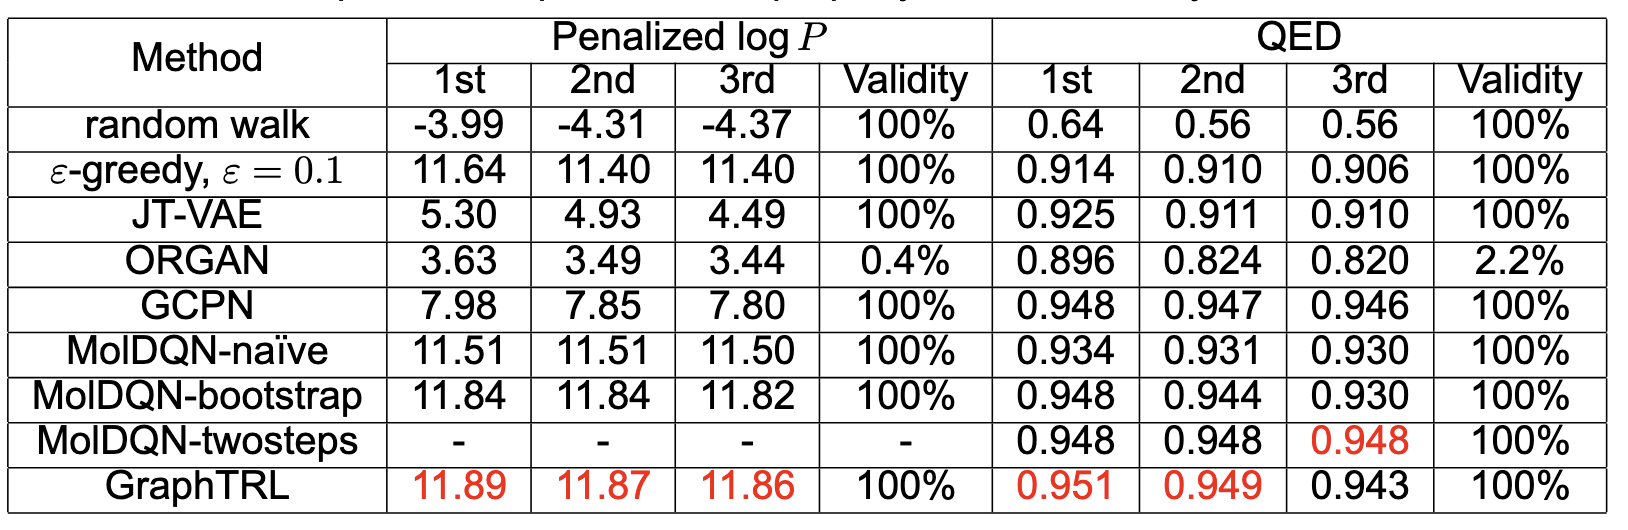 Method Penalized log P QED
1st 2nd 3rd Validity 1st 2nd 3rd Validity
random walk -3.99 -4.31 -4.37 100% 0.64 0.56 0.56 100%
ε-greedy, ε = 0.1 11.64 11.40 11.40 100% 0.914 0.910 0.906 100%
JT-VAE 5.30 4.93 4.49 100% 0.925 0.911 0.910 100%
ORGAN 3.63 3.49 3.44 0.4% 0.896 0.824 0.820 2.2%
GCPN 7.98 7.85 7.80 100% 0.948 0.947 0.946 100%
MolDQN-naïve 11.51 11.51 11.50 100% 0.934 0.931 0.930 100%
MolDQN-bootstrap 11.84 11.84 11.82 100% 0.948 0.944 0.930 100%
MolDQN-twosteps - - - - 0.948 0.948 0.948 100%
GraphTRL 11.89 11.87 11.86 100% 0.951 0.949 0.943 100%